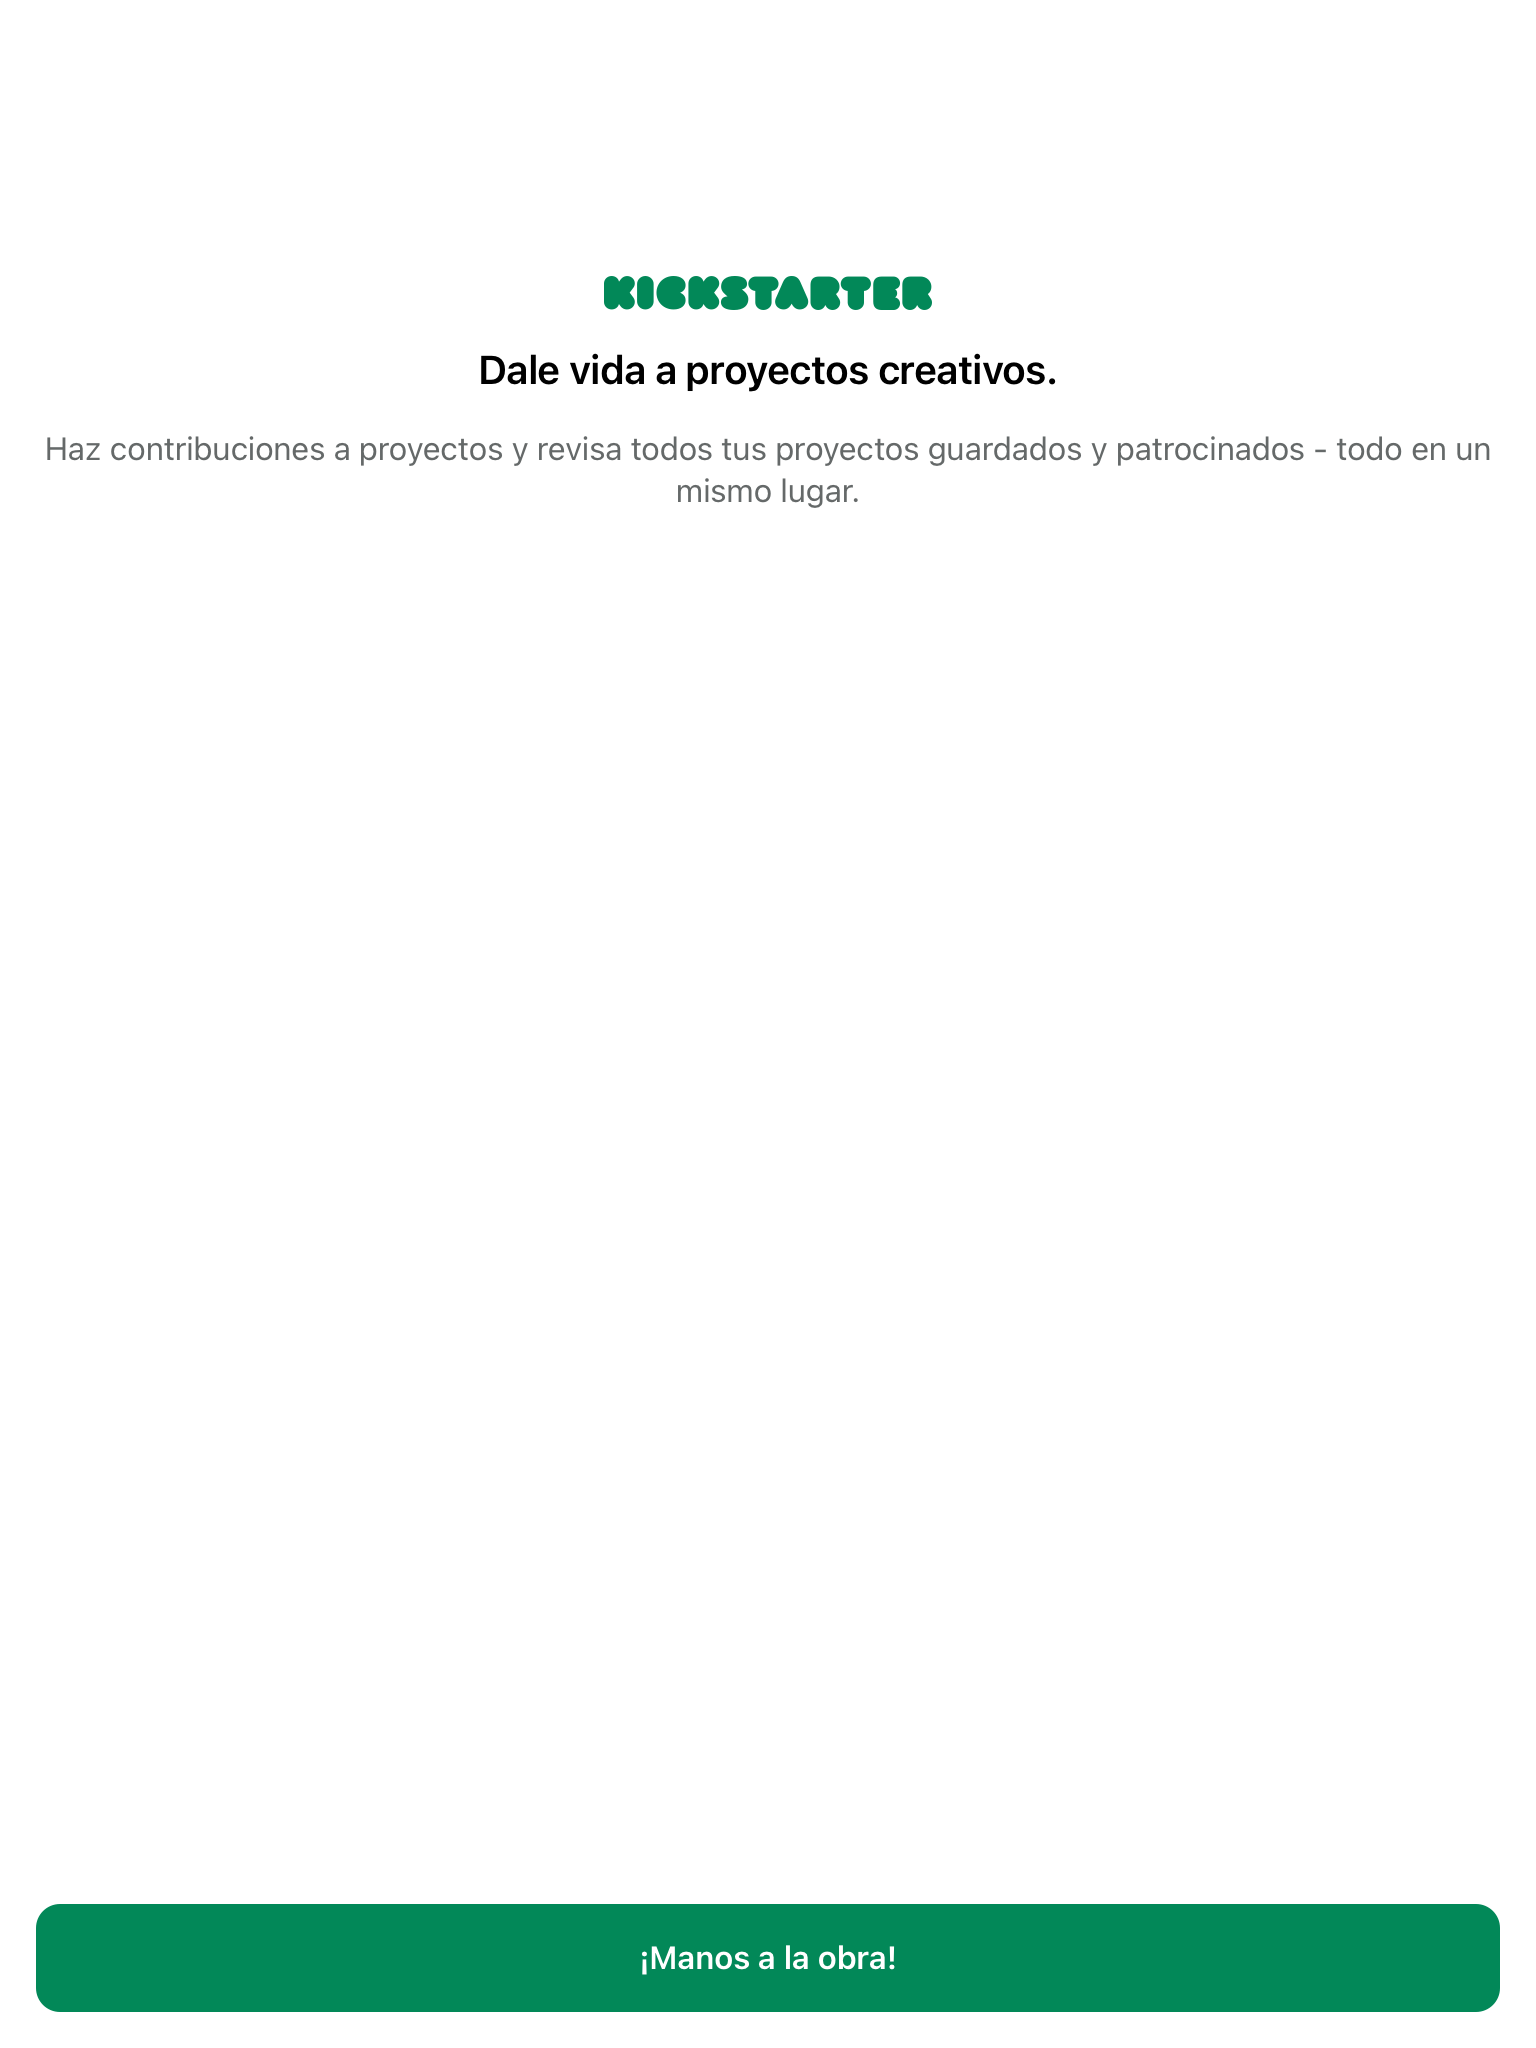 KICKSTARTER
Dale vida a proyectos creativos.
Haz contribuciones a proyectos y revisa todos tus proyectos guardados y patrocinados - todo en un
mismo lugar.
¡Manos a la obra!